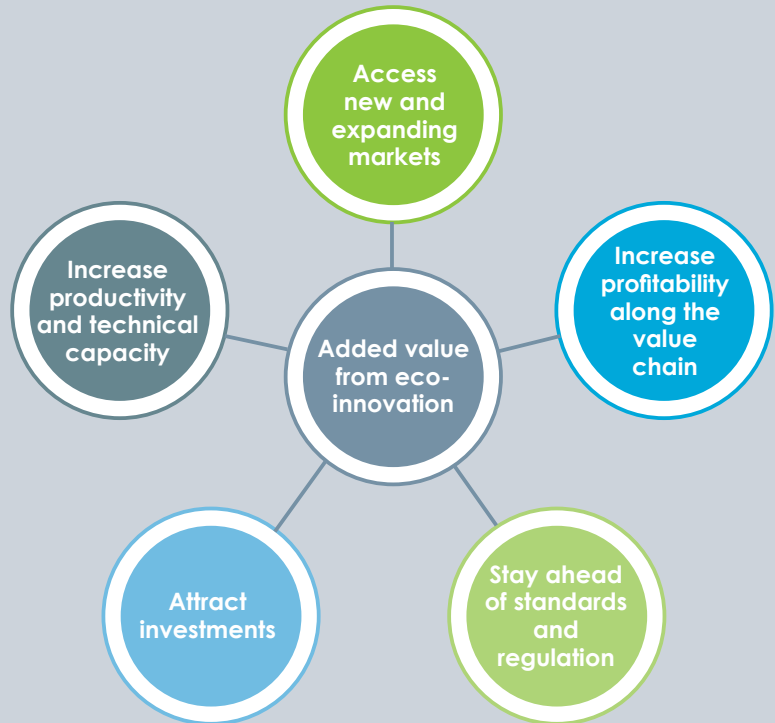 Access
new and
expanding
markets
Increase
productivity
and technical
capacity
Increase
profitability
along the
value
chain
Added value
from eco-
innovation
Attract
investments
Stay ahead
of standards
and
regulation